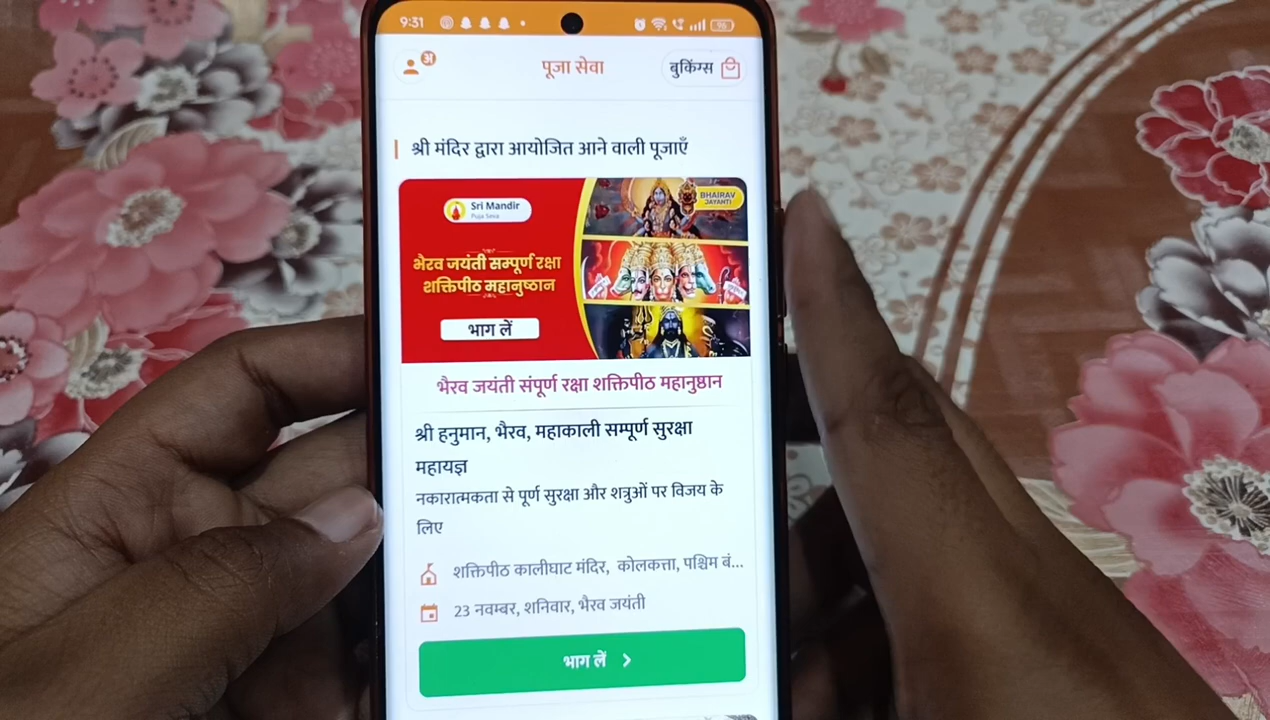 9:31
96
अ
पूजा सेवा
बुकिंग्स
श्री मंदिर द्वारा आयोजित आने वाली पूजाएँ
Sri Mandir
Puja Seva
BHAIRAV
JAYANTI
भैरव जयंती सम्पूर्ण रक्षा
शक्तिपीठ महानुष्ठान
भाग लें
भैरव जयंती संपूर्ण रक्षा शक्तिपीठ महानुष्ठान
श्री हनुमान, भैरव, महाकाली सम्पूर्ण सुरक्षा
महायज्ञ
नकारात्मकता से पूर्ण सुरक्षा और शत्रुओं पर विजय के
लिए
शक्तिपीठ कालीघाट मंदिर, कोलकत्ता, पश्चिम बं...
23 नवम्बर, शनिवार, भैरव जयंती
भाग लें